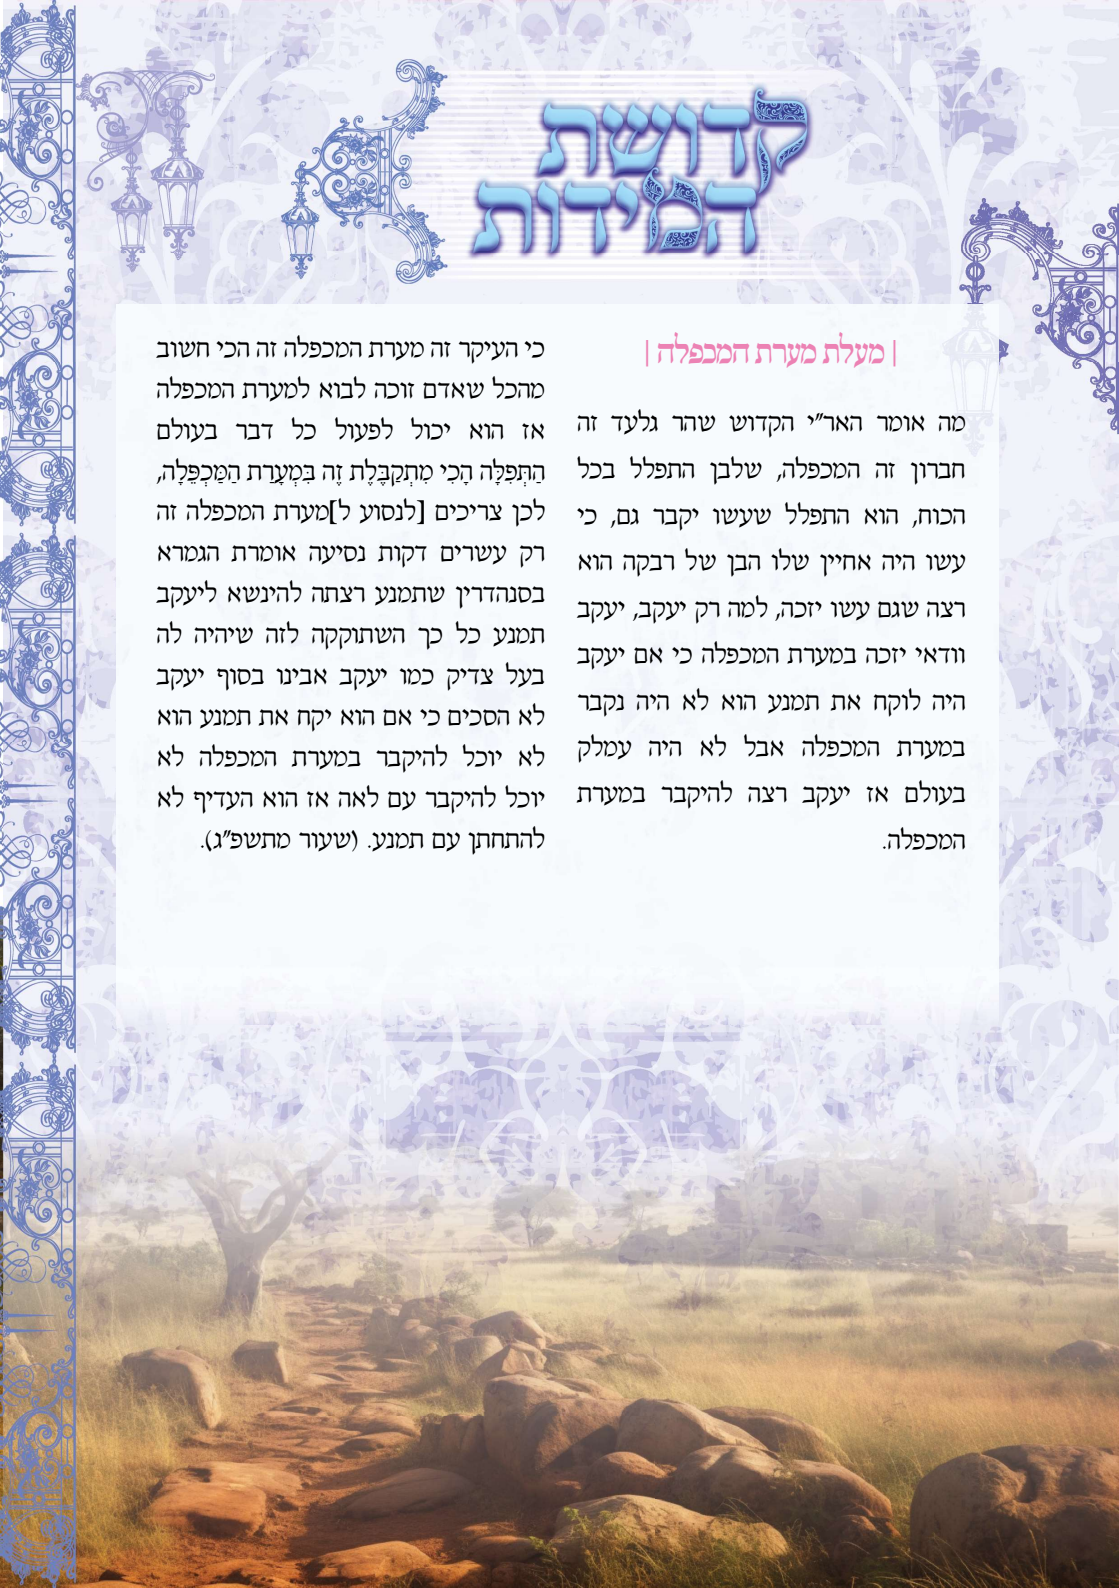 קדושת
המידות
| מעלת מערת המכפלה |
מה אומר האר"י הקדוש שהר גלעד זה
חברון זה המכפלה, שלבן התפלל בכל
הכוח, הוא התפלל שעשו יקבר גם, כי
עשו היה אחיין שלו הבן של רבקה הוא
רצה שגם עשו יזכה, למה רק יעקב, יעקב
וודאי יזכה במערת המכפלה כי אם יעקב
היה לוקח את תמנע הוא לא היה נקבר
במערת המכפלה אבל לא היה עמלק
בעולם אז יעקב רצה להיקבר במערת
המכפלה.
כי העיקר זה מערת המכפלה זה הכי חשוב
מהכל שאדם זוכה לבוא למערת המכפלה
אז הוא יכול לפעול כל דבר בעולם
הַתְּפִלָּה הָכִי מִתְקַבֶּלֶת זֶה בִּמְעָרַת הַמַּכְפֵּלָה,
לכן צריכים [לנסוע ל]מערת המכפלה זה
רק עשרים דקות נסיעה אומרת הגמרא
בסנהדרין שתמנע רצתה להינשא ליעקב
תמנע כל כך השתוקקה לזה שיהיה לה
בעל צדיק כמו יעקב אבינו בסוף יעקב
לא הסכים כי אם הוא יקח את תמנע הוא
לא יוכל להיקבר במערת המכפלה לא
יוכל להיקבר עם לאה אז הוא העדיף לא
להתחתן עם תמנע. (שעור מתשפ"ג).